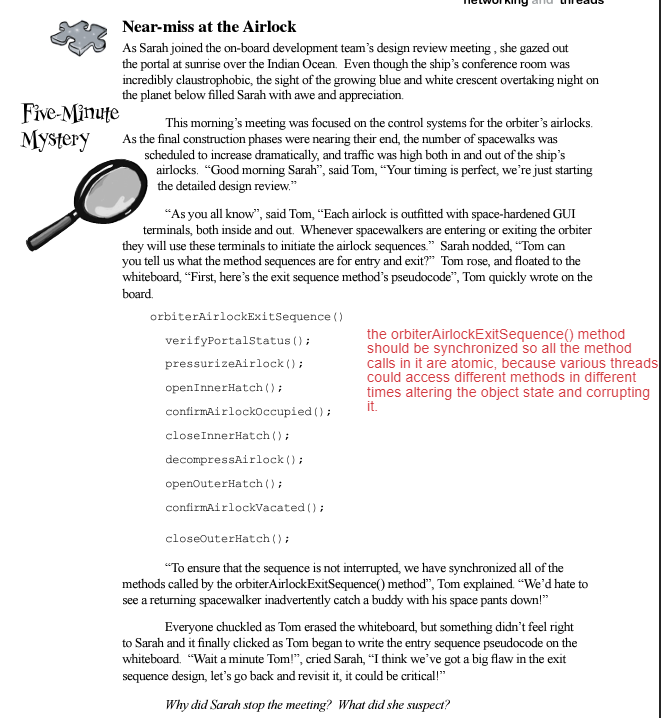 networking and threads
Near-miss at the Airlock
As Sarah joined the on-board development team’s design review meeting , she gazed out
the portal at sunrise over the Indian Ocean. Even though the ship’s conference room was
incredibly claustrophobic, the sight of the growing blue and white crescent overtaking night on
the planet below filled Sarah with awe and appreciation.
Five-Minute
Mystery
This morning’s meeting was focused on the control systems for the orbiter’s airlocks.
As the final construction phases were nearing their end, the number of spacewalks was
scheduled to increase dramatically, and traffic was high both in and out of the ship’s
airlocks. “Good morning Sarah”, said Tom, “Your timing is perfect, we’re just starting
the detailed design review.”
“As you all know”, said Tom, “Each airlock is outfitted with space-hardened GUI
terminals, both inside and out. Whenever spacewalkers are entering or exiting the orbiter
they will use these terminals to initiate the airlock sequences.” Sarah nodded, “Tom can
you tell us what the method sequences are for entry and exit?” Tom rose, and floated to the
whiteboard, “First, here’s the exit sequence method’s pseudocode”, Tom quickly wrote on the
board.
orbiterAirlockExitSequence()
verifyPortalStatus();
pressurizeAirlock();
openInnerHatch();
confirmAirlockOccupied();
closeInnerHatch();
decompressAirlock();
openOuterHatch();
confirmAirlockVacated();
closeOuterHatch();
the orbiterAirlockExitSequence() method
should be synchronized so all the method
calls in it are atomic, because various threads
could access different methods in different
times altering the object state and corrupting
it.
“To ensure that the sequence is not interrupted, we have synchronized all of the
methods called by the orbiterAirlockExitSequence() method”, Tom explained. “We’d hate to
see a returning spacewalker inadvertently catch a buddy with his space pants down!”
Everyone chuckled as Tom erased the whiteboard, but something didn’t feel right
to Sarah and it finally clicked as Tom began to write the entry sequence pseudocode on the
whiteboard. “Wait a minute Tom!”, cried Sarah, “I think we’ve got a big flaw in the exit
sequence design, let’s go back and revisit it, it could be critical!”
Why did Sarah stop the meeting? What did she suspect?